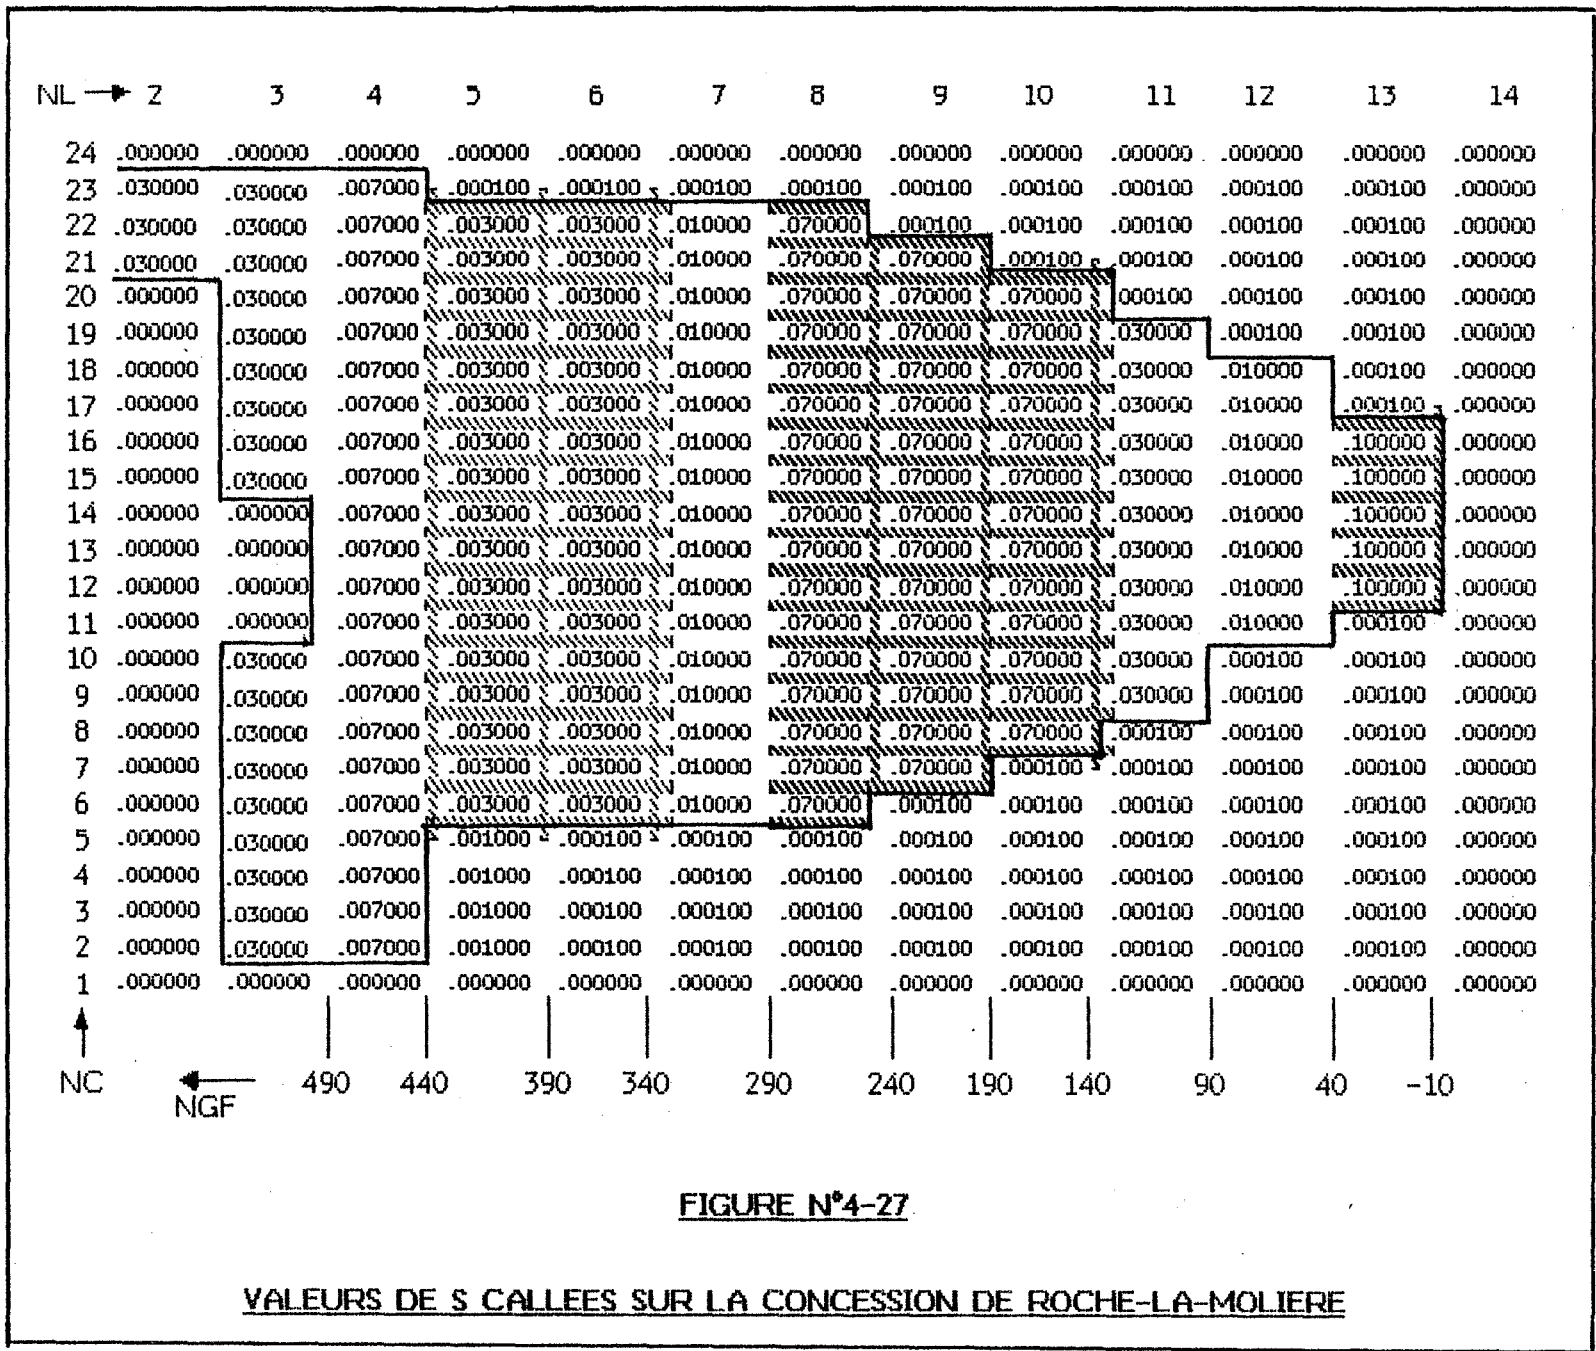 NL 2 3 4 5 6 7 8 9 10 11 12 13 14
24 .000000 .000000 .000000 .000000 .000000 .000000 .000000 .000000 .000000 .000000 .000000 .000000 .000000
23 .030000 .030000 .007000 .000100 .000100 .000100 .000100 .000100 .000100 .000100 .000100 .000100 .000000
22 .030000 .030000 .007000 .003000 .003000 .010000 .070000 .000100 .000100 .000100 .000100 .000100 .000000
21 .030000 .030000 .007000 .003000 .003000 .010000 .070000 .070000 .000100 .000100 .000100 .000100 .000000
20 .000000 .030000 .007000 .003000 .003000 .010000 .070000 .070000 .070000 .000100 .000100 .000100 .000000
19 .000000 .030000 .007000 .003000 .003000 .010000 .070000 .070000 .070000 .030000 .000100 .000100 .000000
18 .000000 .030000 .007000 .003000 .003000 .010000 .070000 .070000 .070000 .030000 .010000 .000100 .000000
17 .000000 .030000 .007000 .003000 .003000 .010000 .070000 .070000 .070000 .030000 .010000 .000100 .000000
16 .000000 .030000 .007000 .003000 .003000 .010000 .070000 .070000 .070000 .030000 .010000 .100000 .000000
15 .000000 .030000 .007000 .003000 .003000 .010000 .070000 .070000 .070000 .030000 .010000 .100000 .000000
14 .000000 .000000 .007000 .003000 .003000 .010000 .070000 .070000 .070000 .030000 .010000 .100000 .000000
13 .000000 .000000 .007000 .003000 .003000 .010000 .070000 .070000 .070000 .030000 .010000 .100000 .000000
12 .000000 .000000 .007000 .003000 .003000 .010000 .070000 .070000 .070000 .030000 .010000 .100000 .000000
11 .000000 .000000 .007000 .003000 .003000 .010000 .070000 .070000 .070000 .030000 .010000 .000100 .000000
10 .000000 .030000 .007000 .003000 .003000 .010000 .070000 .070000 .070000 .030000 .000100 .000100 .000000
9 .000000 .030000 .007000 .003000 .003000 .010000 .070000 .070000 .070000 .030000 .000100 .000100 .000000
8 .000000 .030000 .007000 .003000 .003000 .010000 .070000 .070000 .070000 .000100 .000100 .000100 .000000
7 .000000 .030000 .007000 .003000 .003000 .010000 .070000 .070000 .000100 .000100 .000100 .000100 .000000
6 .000000 .030000 .007000 .003000 .003000 .010000 .070000 .000100 .000100 .000100 .000100 .000100 .000000
5 .000000 .030000 .007000 .001000 .000100 .000100 .000100 .000100 .000100 .000100 .000100 .000100 .000000
4 .000000 .030000 .007000 .001000 .000100 .000100 .000100 .000100 .000100 .000100 .000100 .000100 .000000
3 .000000 .030000 .007000 .001000 .000100 .000100 .000100 .000100 .000100 .000100 .000100 .000100 .000000
2 .000000 .030000 .007000 .001000 .000100 .000100 .000100 .000100 .000100 .000100 .000100 .000100 .000000
1 .000000 .000000 .000000 .000000 .000000 .000000 .000000 .000000 .000000 .000000 .000000 .000000 .000000
NC 490 440 390 340 290 240 190 140 90 40 -10
NGF
FIGURE N°4-27
VALEURS DE S CALLEES SUR LA CONCESSION DE ROCHE-LA-MOLIERE